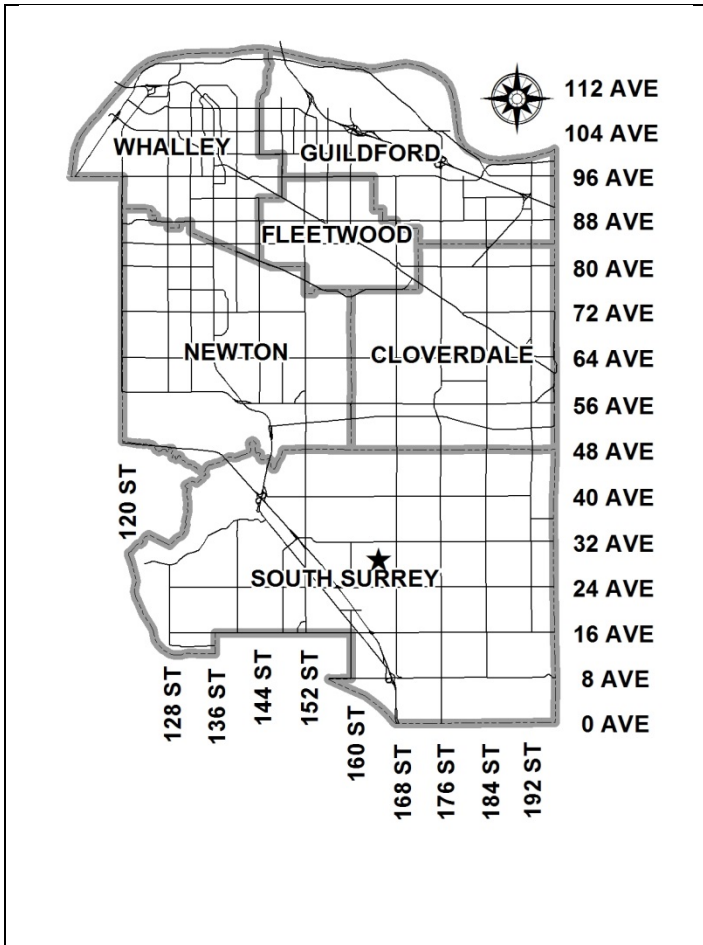 112 AVE
104 AVE
WHALLEY
GUILDFORD
96 AVE
88 AVE
FLEETWOOD
80 AVE
72 AVE
NEWTON
CLOVERDALE
64 AVE
56 AVE
48 AVE
120 ST
40 AVE
32 AVE
SOUTH SURREY
24 AVE
16 AVE
8 AVE
0 AVE
128 ST
136 ST
144 ST
152 ST
160 ST
168 ST
176 ST
184 ST
192 ST